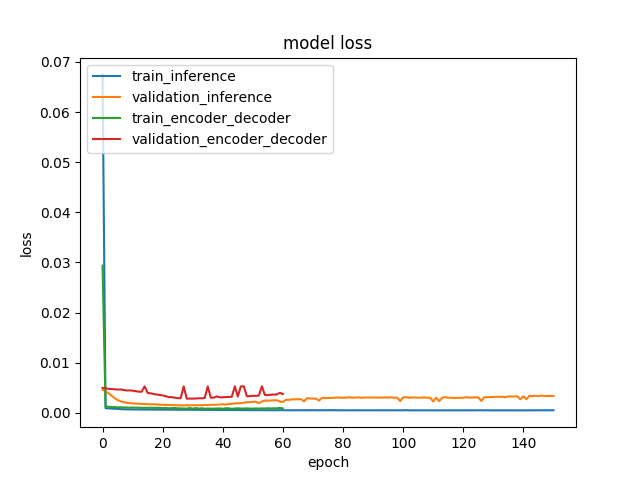 model loss
train_inference
validation_inference
train_encoder_decoder
validation_encoder_decoder
0.07
0.06
0.05
0.04
0.03
0.02
0.01
0.00
loss
0 20 40 60 80 100 120 140
epoch